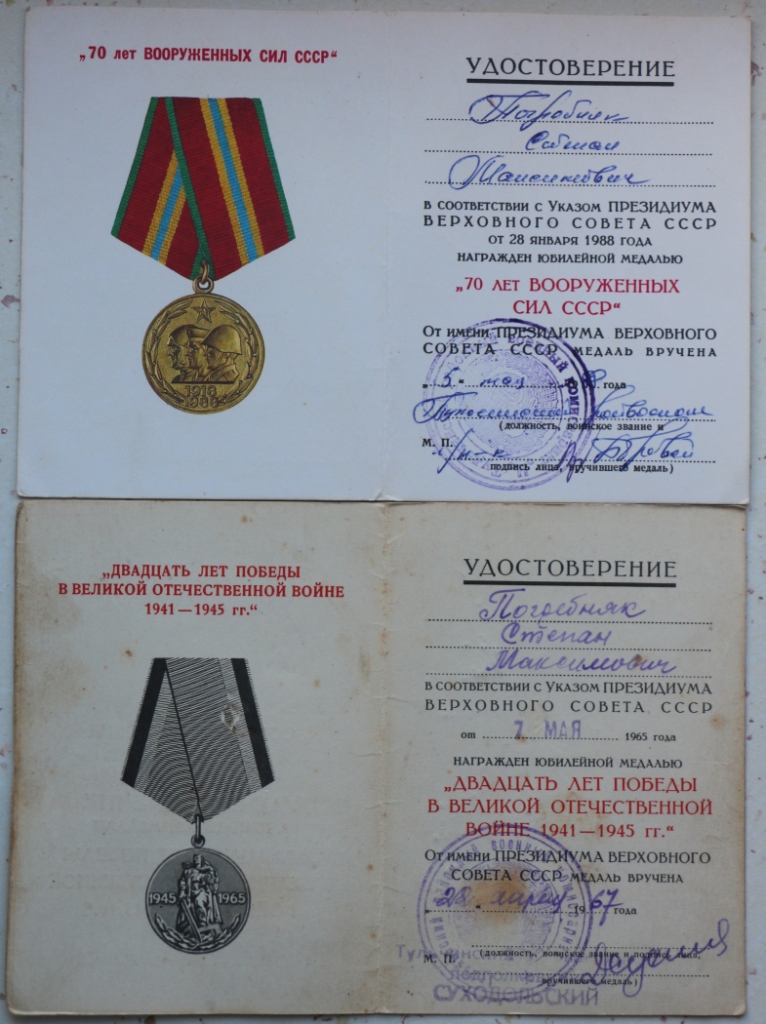 „70 лет ВООРУЖЕННЫХ СИЛ СССР“
1918
1988
УДОСТОВЕРЕНИЕ
Погребняк
Степан
Максимович
В СООТВЕТСТВИИ С УКАЗОМ ПРЕЗИДИУМА
ВЕРХОВНОГО СОВЕТА СССР
ОТ 28 ЯНВАРЯ 1988 ГОДА
НАГРАЖДЕН ЮБИЛЕЙНОЙ МЕДАЛЬЮ
„70 ЛЕТ ВООРУЖЕННЫХ
СИЛ СССР“
ОТ ИМЕНИ ПРЕЗИДИУМА ВЕРХОВНОГО
СОВЕТА СССР МЕДАЛЬ ВРУЧЕНА
„5“ мая года
(должность, воинское звание и
М. П.
подпись лица, вручившего медаль)
„ДВАДЦАТЬ ЛЕТ ПОБЕДЫ
В ВЕЛИКОЙ ОТЕЧЕСТВЕННОЙ ВОЙНЕ
1941—1945 гг.“
1945 1965
УДОСТОВЕРЕНИЕ
Погребняк
Степан
Максимович
В СООТВЕТСТВИИ С УКАЗОМ ПРЕЗИДИУМА
ВЕРХОВНОГО СОВЕТА СССР
от 7 МАЯ 1965 года
НАГРАЖДЕН ЮБИЛЕЙНОЙ МЕДАЛЬЮ
„ДВАДЦАТЬ ЛЕТ ПОБЕДЫ
В ВЕЛИКОЙ ОТЕЧЕСТВЕННОЙ
ВОЙНЕ 1941—1945 гг.“
ОТ ИМЕНИ ПРЕЗИДИУМА ВЕРХОВНОГО
СОВЕТА СССР МЕДАЛЬ ВРУЧЕНА
1967 года
(должность, воинское звание и подпись лица,
М. П.
вручившего медаль)
СУХОДОЛЬСКИЙ